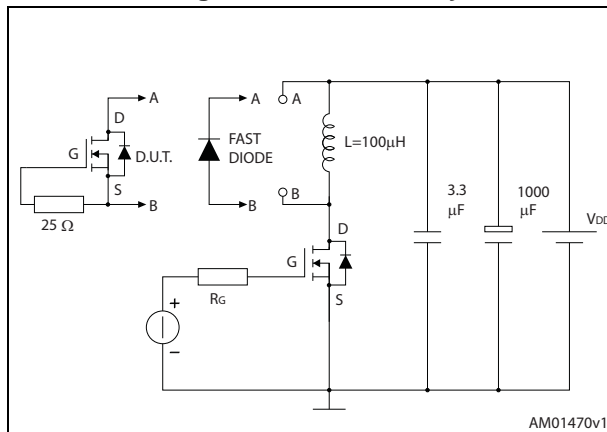 A
D
G
D.U.T.
S
B
25 Ω
A
FAST
DIODE
B
A
L=100μH
B
D
G
S
RG
+
–
3.3
μF
1000
μF
VDD
AM01470v1